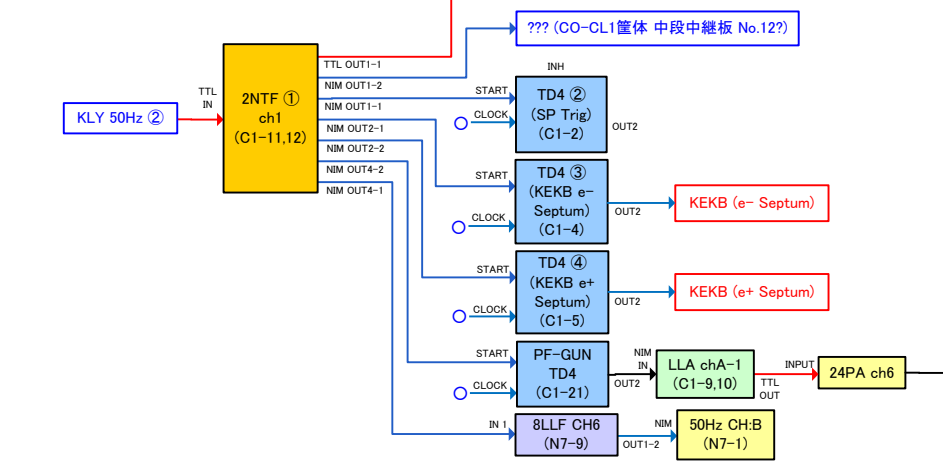 ??? (CO-CL1筐体 中段中継板 No.12?)
TTL OUT1-1
NIM OUT1-2
NIM OUT1-1
NIM OUT2-1
NIM OUT2-2
NIM OUT4-2
NIM OUT4-1
KLY 50Hz ②
TTL
IN
2NTF ①
ch1
(C1-11,12)
INH
START
CLOCK
TD4 ②
(SP Trig)
(C1-2)
OUT2
START
CLOCK
TD4 ③
(KEKB e-
Septum)
(C1-4)
OUT2
KEKB (e- Septum)
START
CLOCK
TD4 ④
(KEKB e+
Septum)
(C1-5)
OUT2
KEKB (e+ Septum)
START
CLOCK
PF-GUN
TD4
(C1-21)
OUT2
NIM
IN
LLA chA-1
(C1-9,10)
TTL
OUT
INPUT
24PA ch6
IN 1
8LLF CH6
(N7-9)
OUT1-2
NIM
50Hz CH:B
(N7-1)